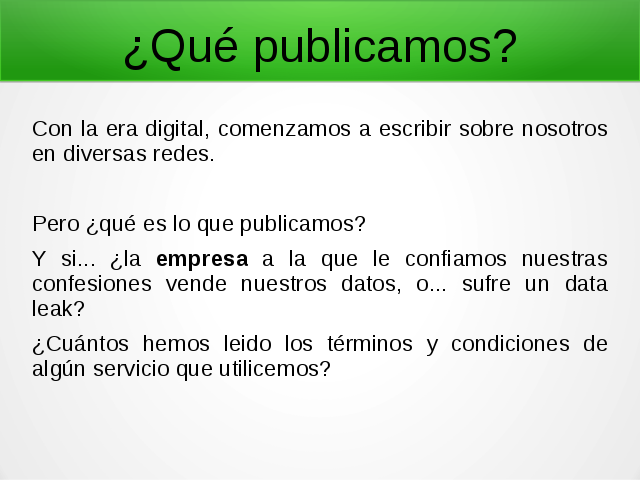 ¿Qué publicamos?
Con la era digital, comenzamos a escribir sobre nosotros
en diversas redes.
Pero ¿qué es lo que publicamos?
Y si... ¿la empresa a la que le confiamos nuestras
confesiones vende nuestros datos, o... sufre un data
leak?
¿Cuántos hemos leido los términos y condiciones de
algún servicio que utilicemos?